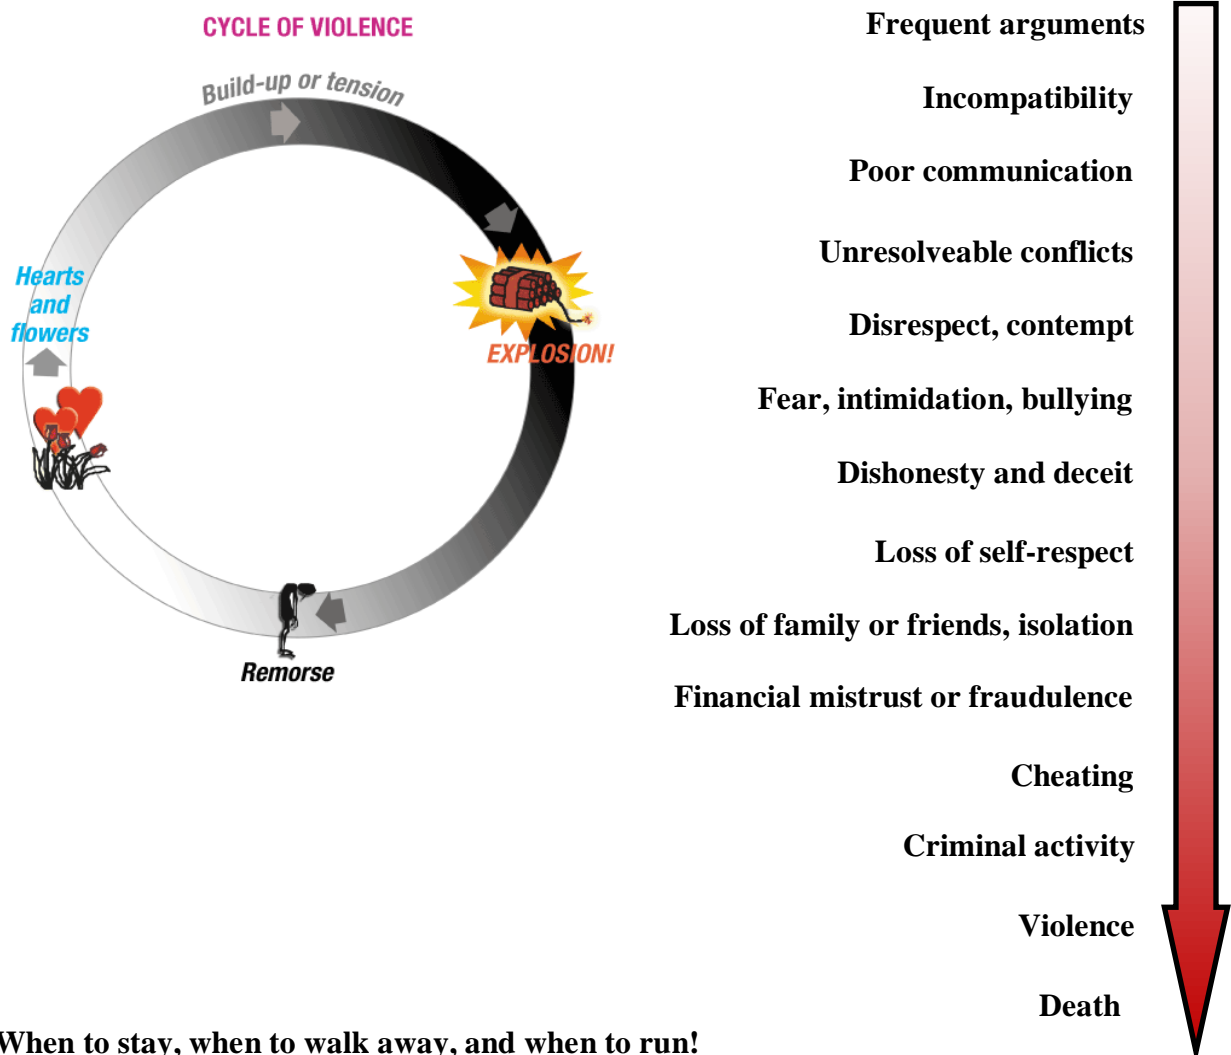 CYCLE OF VIOLENCE
Build-up or tension
EXPLOSION!
Remorse
Hearts
and
flowers
Frequent arguments
Incompatibility
Poor communication
Unresolveable conflicts
Disrespect, contempt
Fear, intimidation, bullying
Dishonesty and deceit
Loss of self-respect
Loss of family or friends, isolation
Financial mistrust or fraudulence
Cheating
Criminal activity
Violence
Death
When to stay, when to walk away, and when to run!